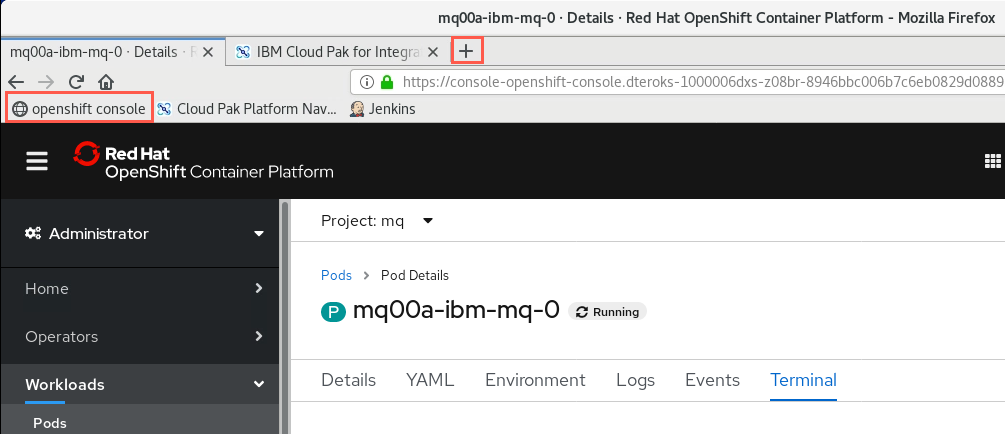 mq00a-ibm-mq-0 · Details · Red Hat OpenShift Container Platform - Mozilla Firefox
mq00a-ibm-mq-0 · Details · R
IBM Cloud Pak for Integra
https://console-openshift-console.dteroks-1000006dxs-z08br-8946bbc006b7c6eb0829d0889
openshift console
Cloud Pak Platform Nav...
Jenkins
Red Hat
OpenShift Container Platform
Administrator
Project: mq
Home
Pods > Pod Details
P mq00a-ibm-mq-0 Running
Operators
Workloads
Details YAML Environment Logs Events Terminal
Pods